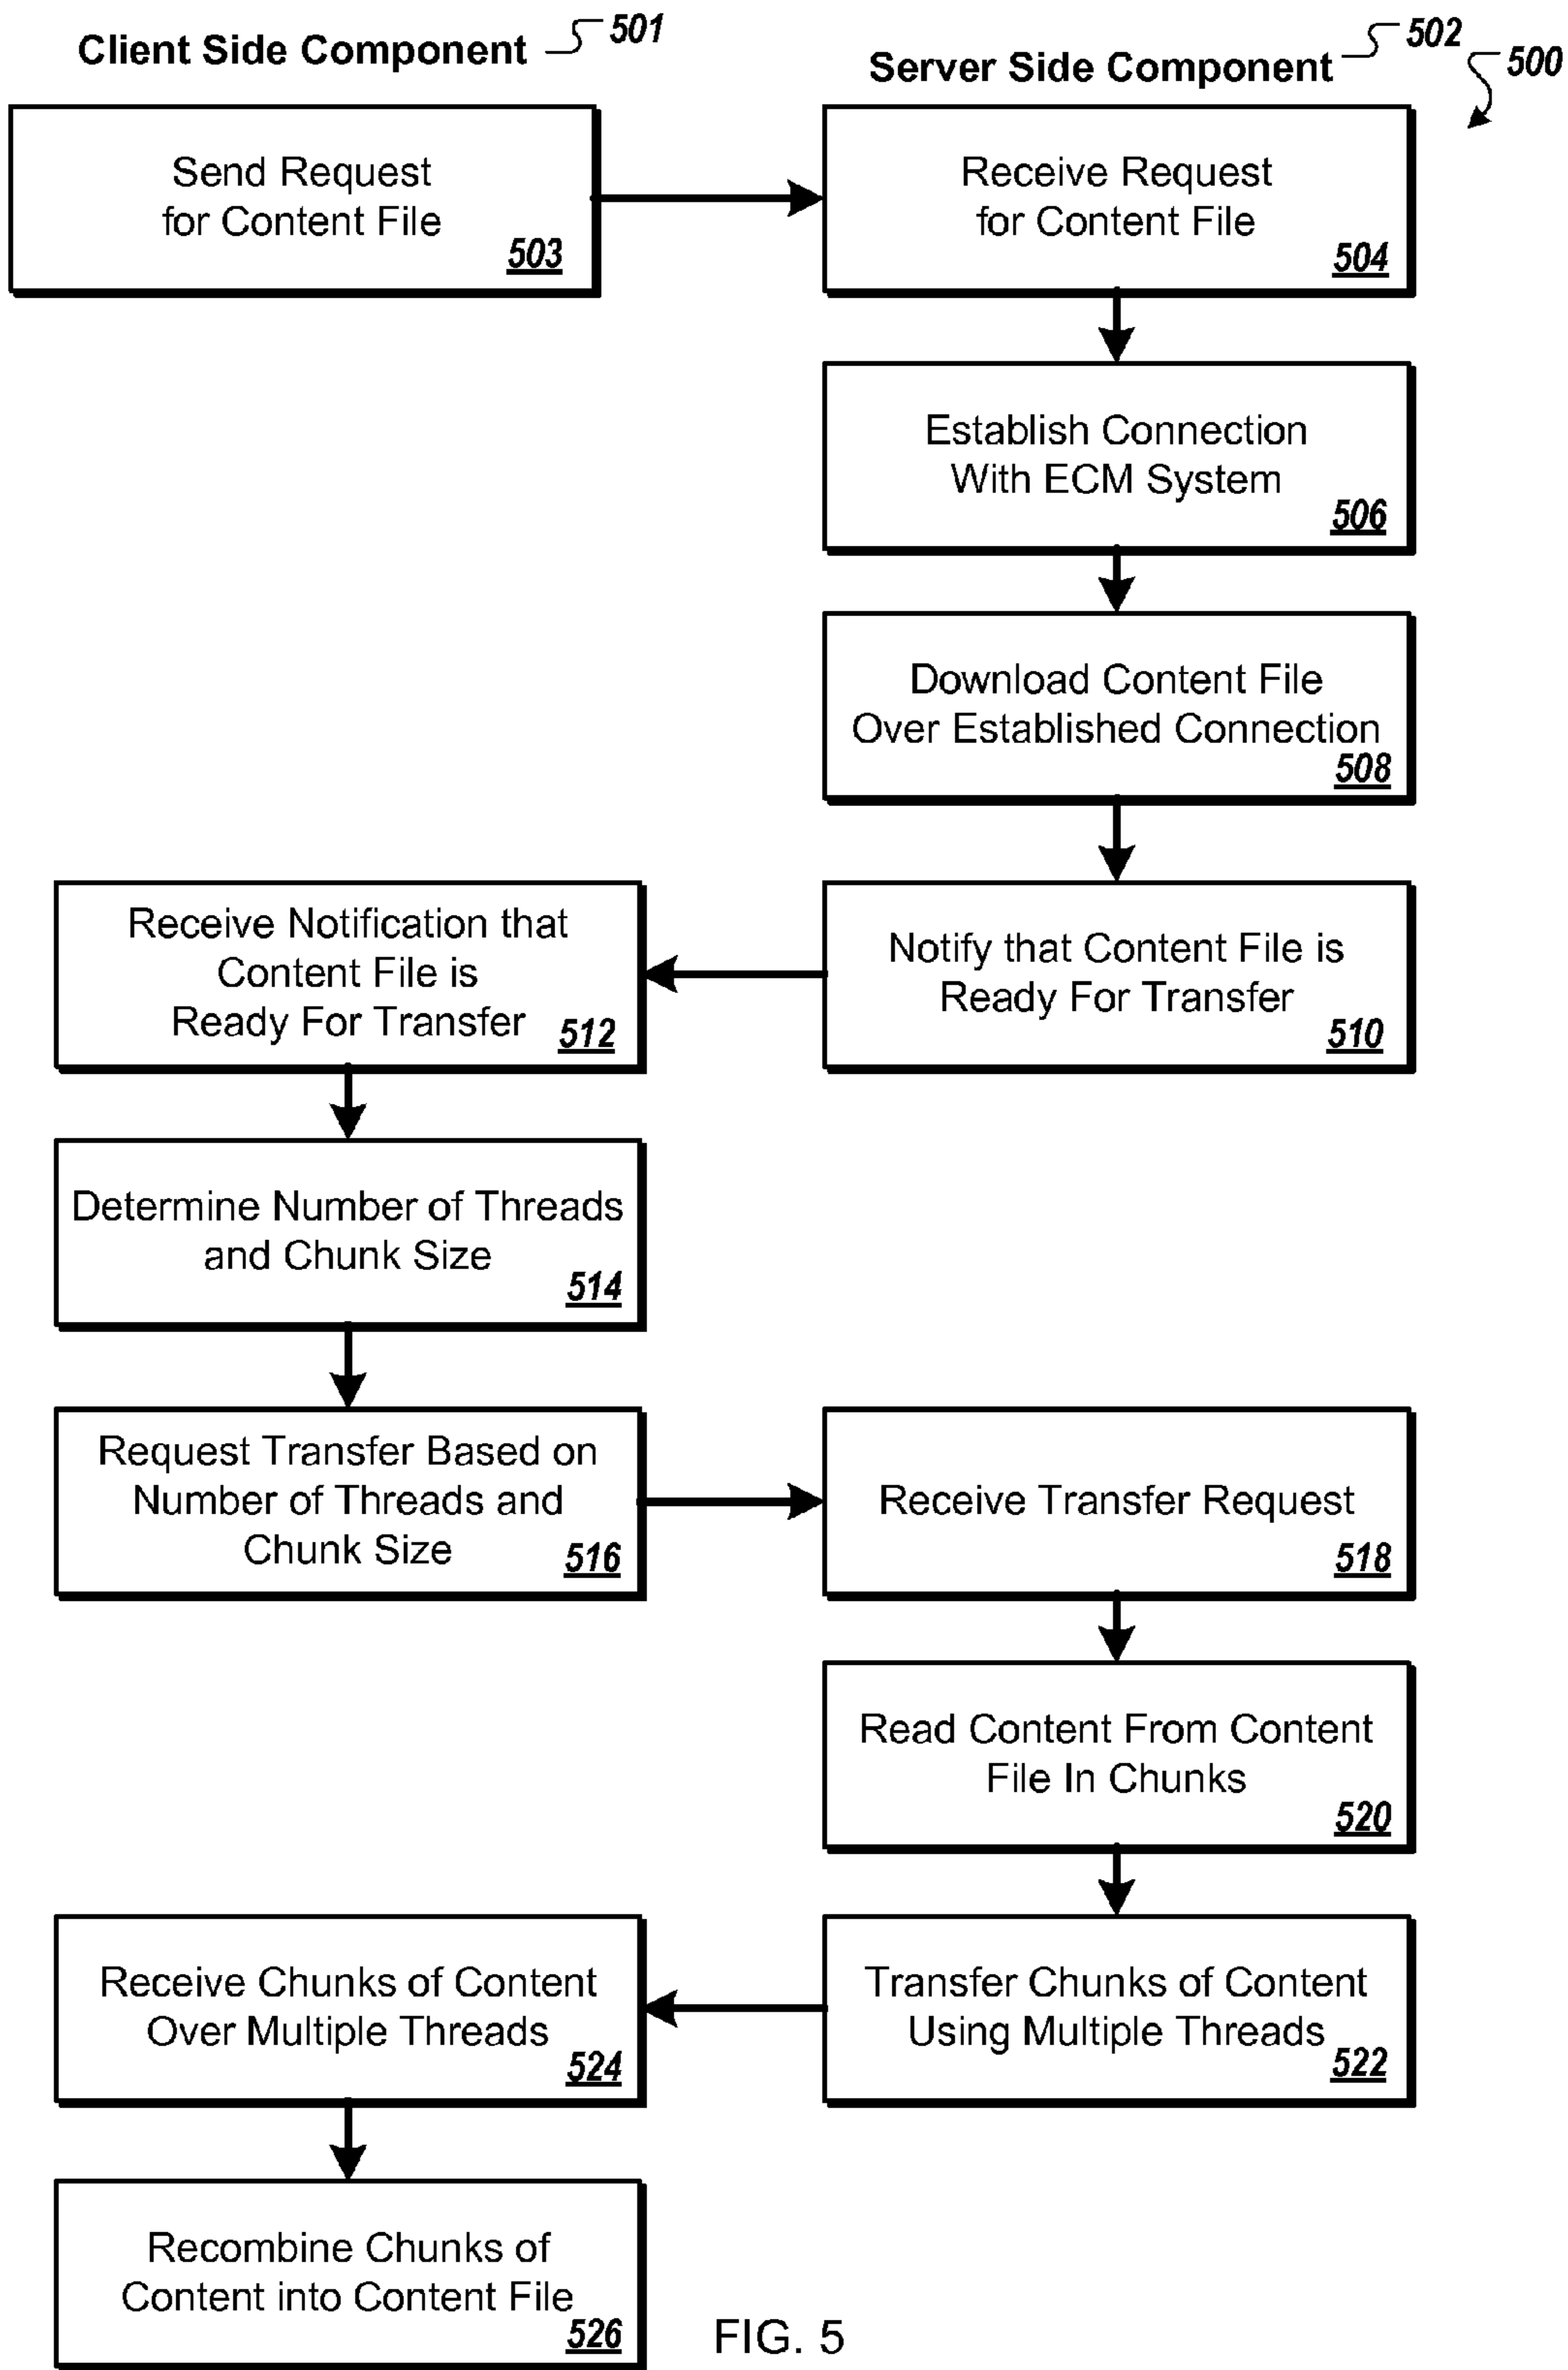 Client Side Component 501
Server Side Component 502
500
Send Request
for Content File
503
Receive Request
for Content File
504
Establish Connection
With ECM System
506
Download Content File
Over Established Connection
508
Notify that Content File is
Ready For Transfer
510
Receive Notification that
Content File is
Ready For Transfer
512
Determine Number of Threads
and Chunk Size
514
Request Transfer Based on
Number of Threads and
Chunk Size
516
Receive Transfer Request
518
Read Content From Content
File In Chunks
520
Transfer Chunks of Content
Using Multiple Threads
522
Receive Chunks of Content
Over Multiple Threads
524
Recombine Chunks of
Content into Content File
526
FIG. 5